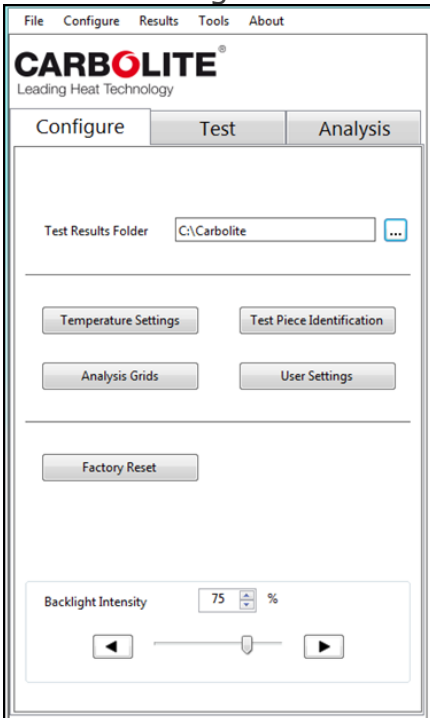 File Configure Results Tools About
CARBOLITE®
Leading Heat Technology
Configure Test Analysis
Test Results Folder C:\Carbolite ...
Temperature Settings Test Piece Identification
Analysis Grids User Settings
Factory Reset
Backlight Intensity 75 %